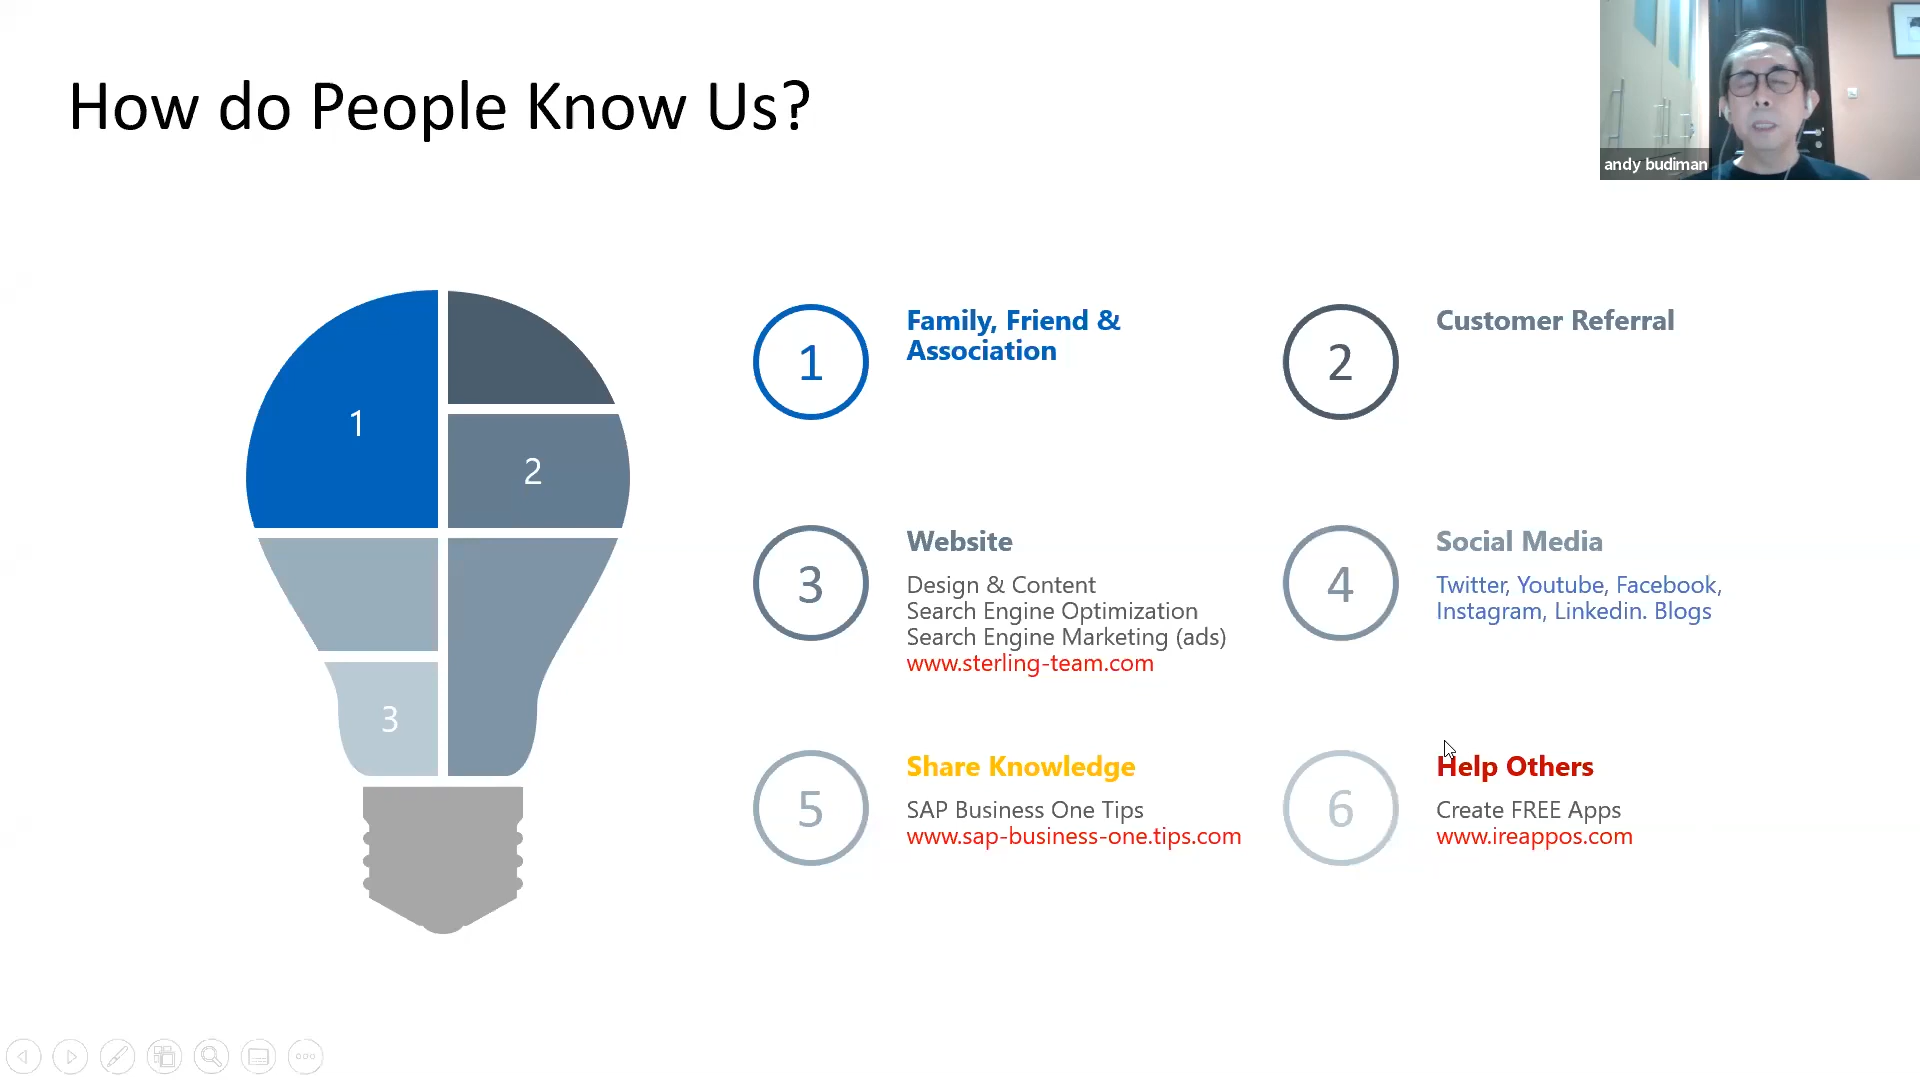 How do People Know Us?
andy budiman
1
2
3
1
Family, Friend &
Association
2
Customer Referral
3
Website
Design & Content
Search Engine Optimization
Search Engine Marketing (ads)
www.sterling-team.com
4
Social Media
Twitter, Youtube, Facebook,
Instagram, Linkedin. Blogs
5
Share Knowledge
SAP Business One Tips
www.sap-business-one.tips.com
6
Help Others
Create FREE Apps
www.ireappos.com